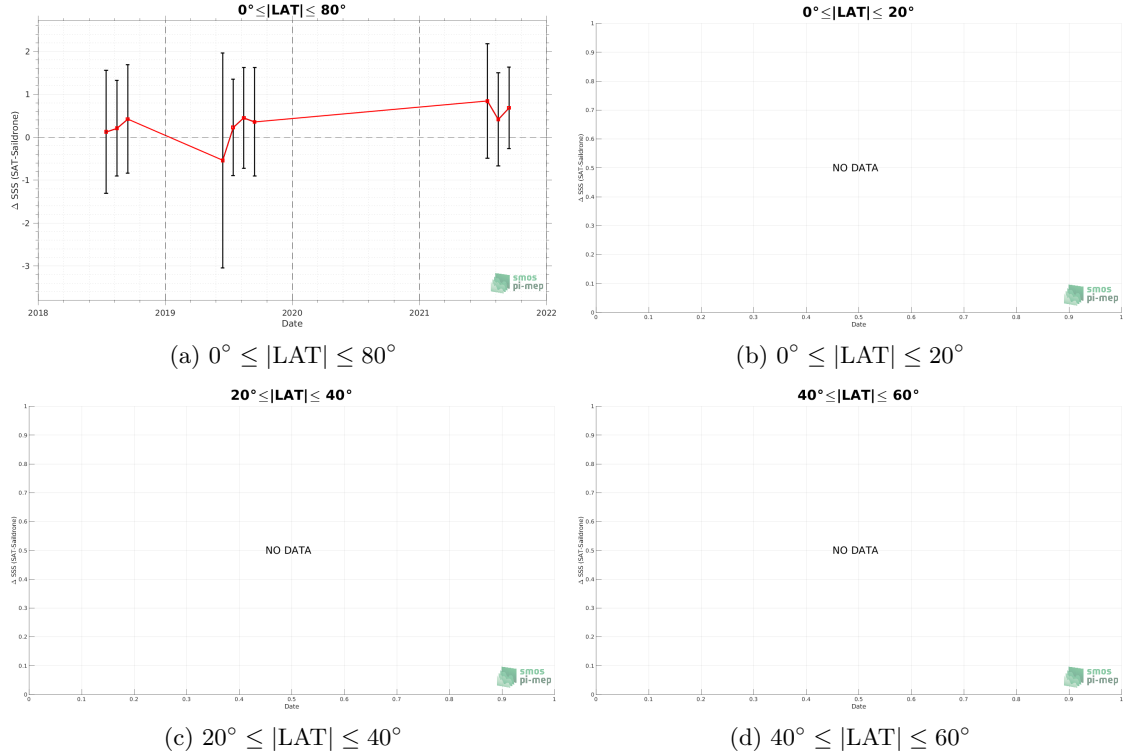 0°≤|LAT|≤ 80°
Δ SSS (SAT-Saildrone)
2
1
0
-1
-2
-3
2018 2019 2020 2021 2022
Date
smos
pi-mep
(a) 0° ≤ |LAT| ≤ 80°
0°≤|LAT|≤ 20°
Δ SSS (SAT-Saildrone)
1
0.9
0.8
0.7
0.6
0.5
0.4
0.3
0.2
0.1
0
NO DATA
0 0.1 0.2 0.3 0.4 0.5 0.6 0.7 0.8 0.9 1
Date
smos
pi-mep
(b) 0° ≤ |LAT| ≤ 20°
20°≤|LAT|≤ 40°
Δ SSS (SAT-Saildrone)
1
0.9
0.8
0.7
0.6
0.5
0.4
0.3
0.2
0.1
0
NO DATA
0 0.1 0.2 0.3 0.4 0.5 0.6 0.7 0.8 0.9 1
Date
smos
pi-mep
(c) 20° ≤ |LAT| ≤ 40°
40°≤|LAT|≤ 60°
Δ SSS (SAT-Saildrone)
1
0.9
0.8
0.7
0.6
0.5
0.4
0.3
0.2
0.1
0
NO DATA
0 0.1 0.2 0.3 0.4 0.5 0.6 0.7 0.8 0.9 1
Date
smos
pi-mep
(d) 40° ≤ |LAT| ≤ 60°